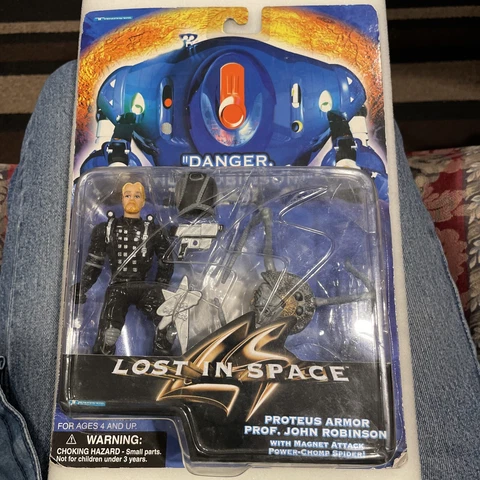 "DANGER,
LOST IN SPACE
PROTEUS ARMOR
PROF. JOHN ROBINSON
WITH MAGNET ATTACK
POWER-CHOMP SPIDER!
FOR AGES 4 AND UP.
WARNING:
CHOKING HAZARD - Small parts.
Not for children under 3 years.